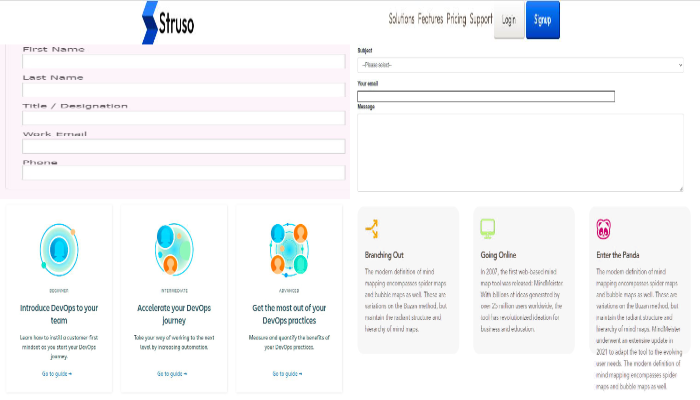 Struso
Solutions Features Pricing Support
Login
Signup
First Name
Last Name
Title / Designation
Work Email
Phone
Subject
--Please select--
Your email
Message
BEGINNER
Introduce DevOps to your
team
Learn how to instill a customer first
mindset as you start your DevOps
journey.
Go to guide
INTERMEDIATE
Accelerate your DevOps
journey
Take your way of working to the next
level by increasing automation.
Go to guide
ADVANCED
Get the most out of your
DevOps practices
Measure and quantify the benefits of
your DevOps practices.
Go to guide
Branching Out
The modern definition of mind
mapping encompasses spider maps
and bubble maps as well. These are
variations on the Buzan method, but
maintain the radiant structure and
hierarchy of mind maps.
Going Online
In 2007, the first web-based mind
map tool was released: MindMeister.
With billions of ideas generated by
over 25 million users worldwide, the
tool has revolutionized ideation for
business and education.
Enter the Panda
The modern definition of mind
mapping encompasses spider
maps and bubble maps as well.
These are variations on the
Buzan method, but maintain the
radiant structure and hierarchy
of mind maps. MindMeister
underwent an extensive update in
2021 to adapt the tool to the evolving
user needs. The modern definition of
mind mapping encompasses spider
maps and bubble maps as well.